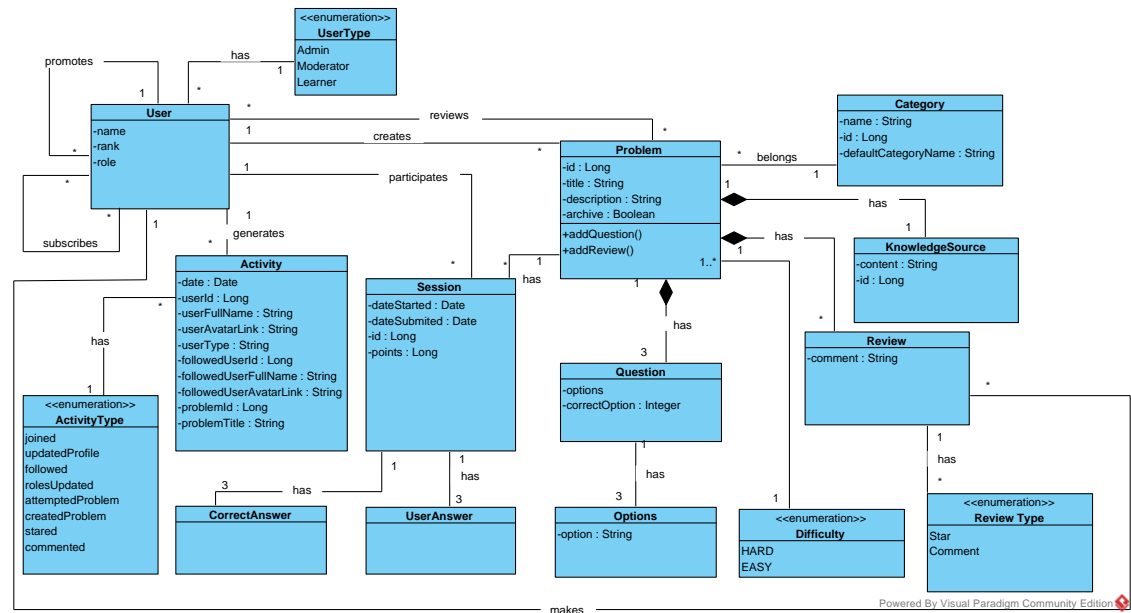 <<enumeration>>
UserType
Admin
Moderator
Learner
promotes
has
1
*
1
*
User
-name
-rank
-role
*
*
subscribes
*
reviews
*
1
creates
*
1
participates
*
1
generates
*
1
Category
-name : String
-id : Long
-defaultCategoryName : String
Problem
-id : Long
-title : String
-description : String
-archive : Boolean
+addQuestion()
+addReview()
*
belongs
1
1
has
1
has
1
*
1..*
1
1
has
*
KnowledgeSource
-content : String
-id : Long
Activity
-date : Date
-userId : Long
-userFullName : String
-userAvatarLink : String
-userType : String
-followedUserId : Long
-followedUserFullName : String
-followedUserAvatarLink : String
-problemId : Long
-problemTitle : String
*
has
1
Session
-dateStarted : Date
-dateSubmited : Date
-id : Long
-points : Long
has
3
Review
-comment : String
*
Question
-options
-correctOption : Integer
<<enumeration>>
ActivityType
joined
updatedProfile
followed
rolesUpdated
attemptedProblem
createdProblem
stared
commented
1
has
3
1
has
3
1
has
3
1
1
has
*
CorrectAnswer
UserAnswer
Options
-option : String
<<enumeration>>
Difficulty
HARD
EASY
<<enumeration>>
Review Type
Star
Comment
makes
Powered By Visual Paradigm Community Edition